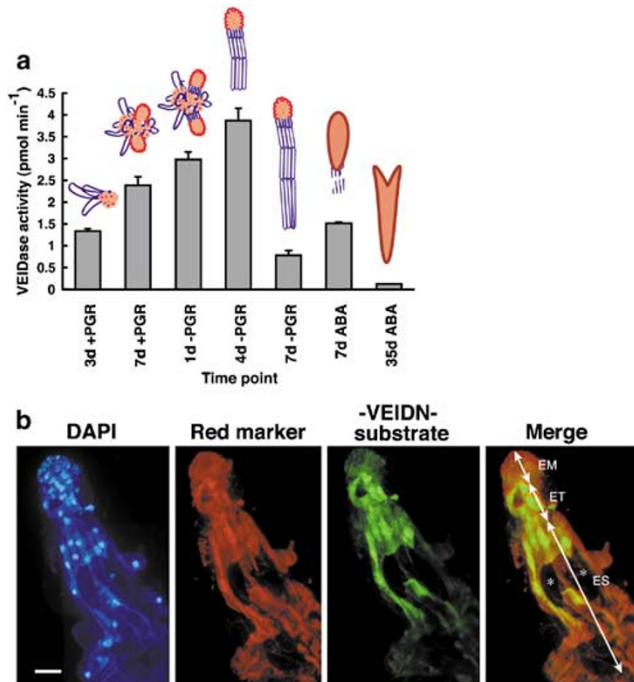 a
VEIDase activity (pmol min⁻¹)
4.5
4
3.5
3
2.5
2
1.5
1
0.5
0
3d +PGR
7d +PGR
1d -PGR
4d -PGR
7d -PGR
7d ABA
35d ABA
Time point
b
DAPI
Red marker
-VEIDN-
substrate
Merge
EM
ET
ES
*
*